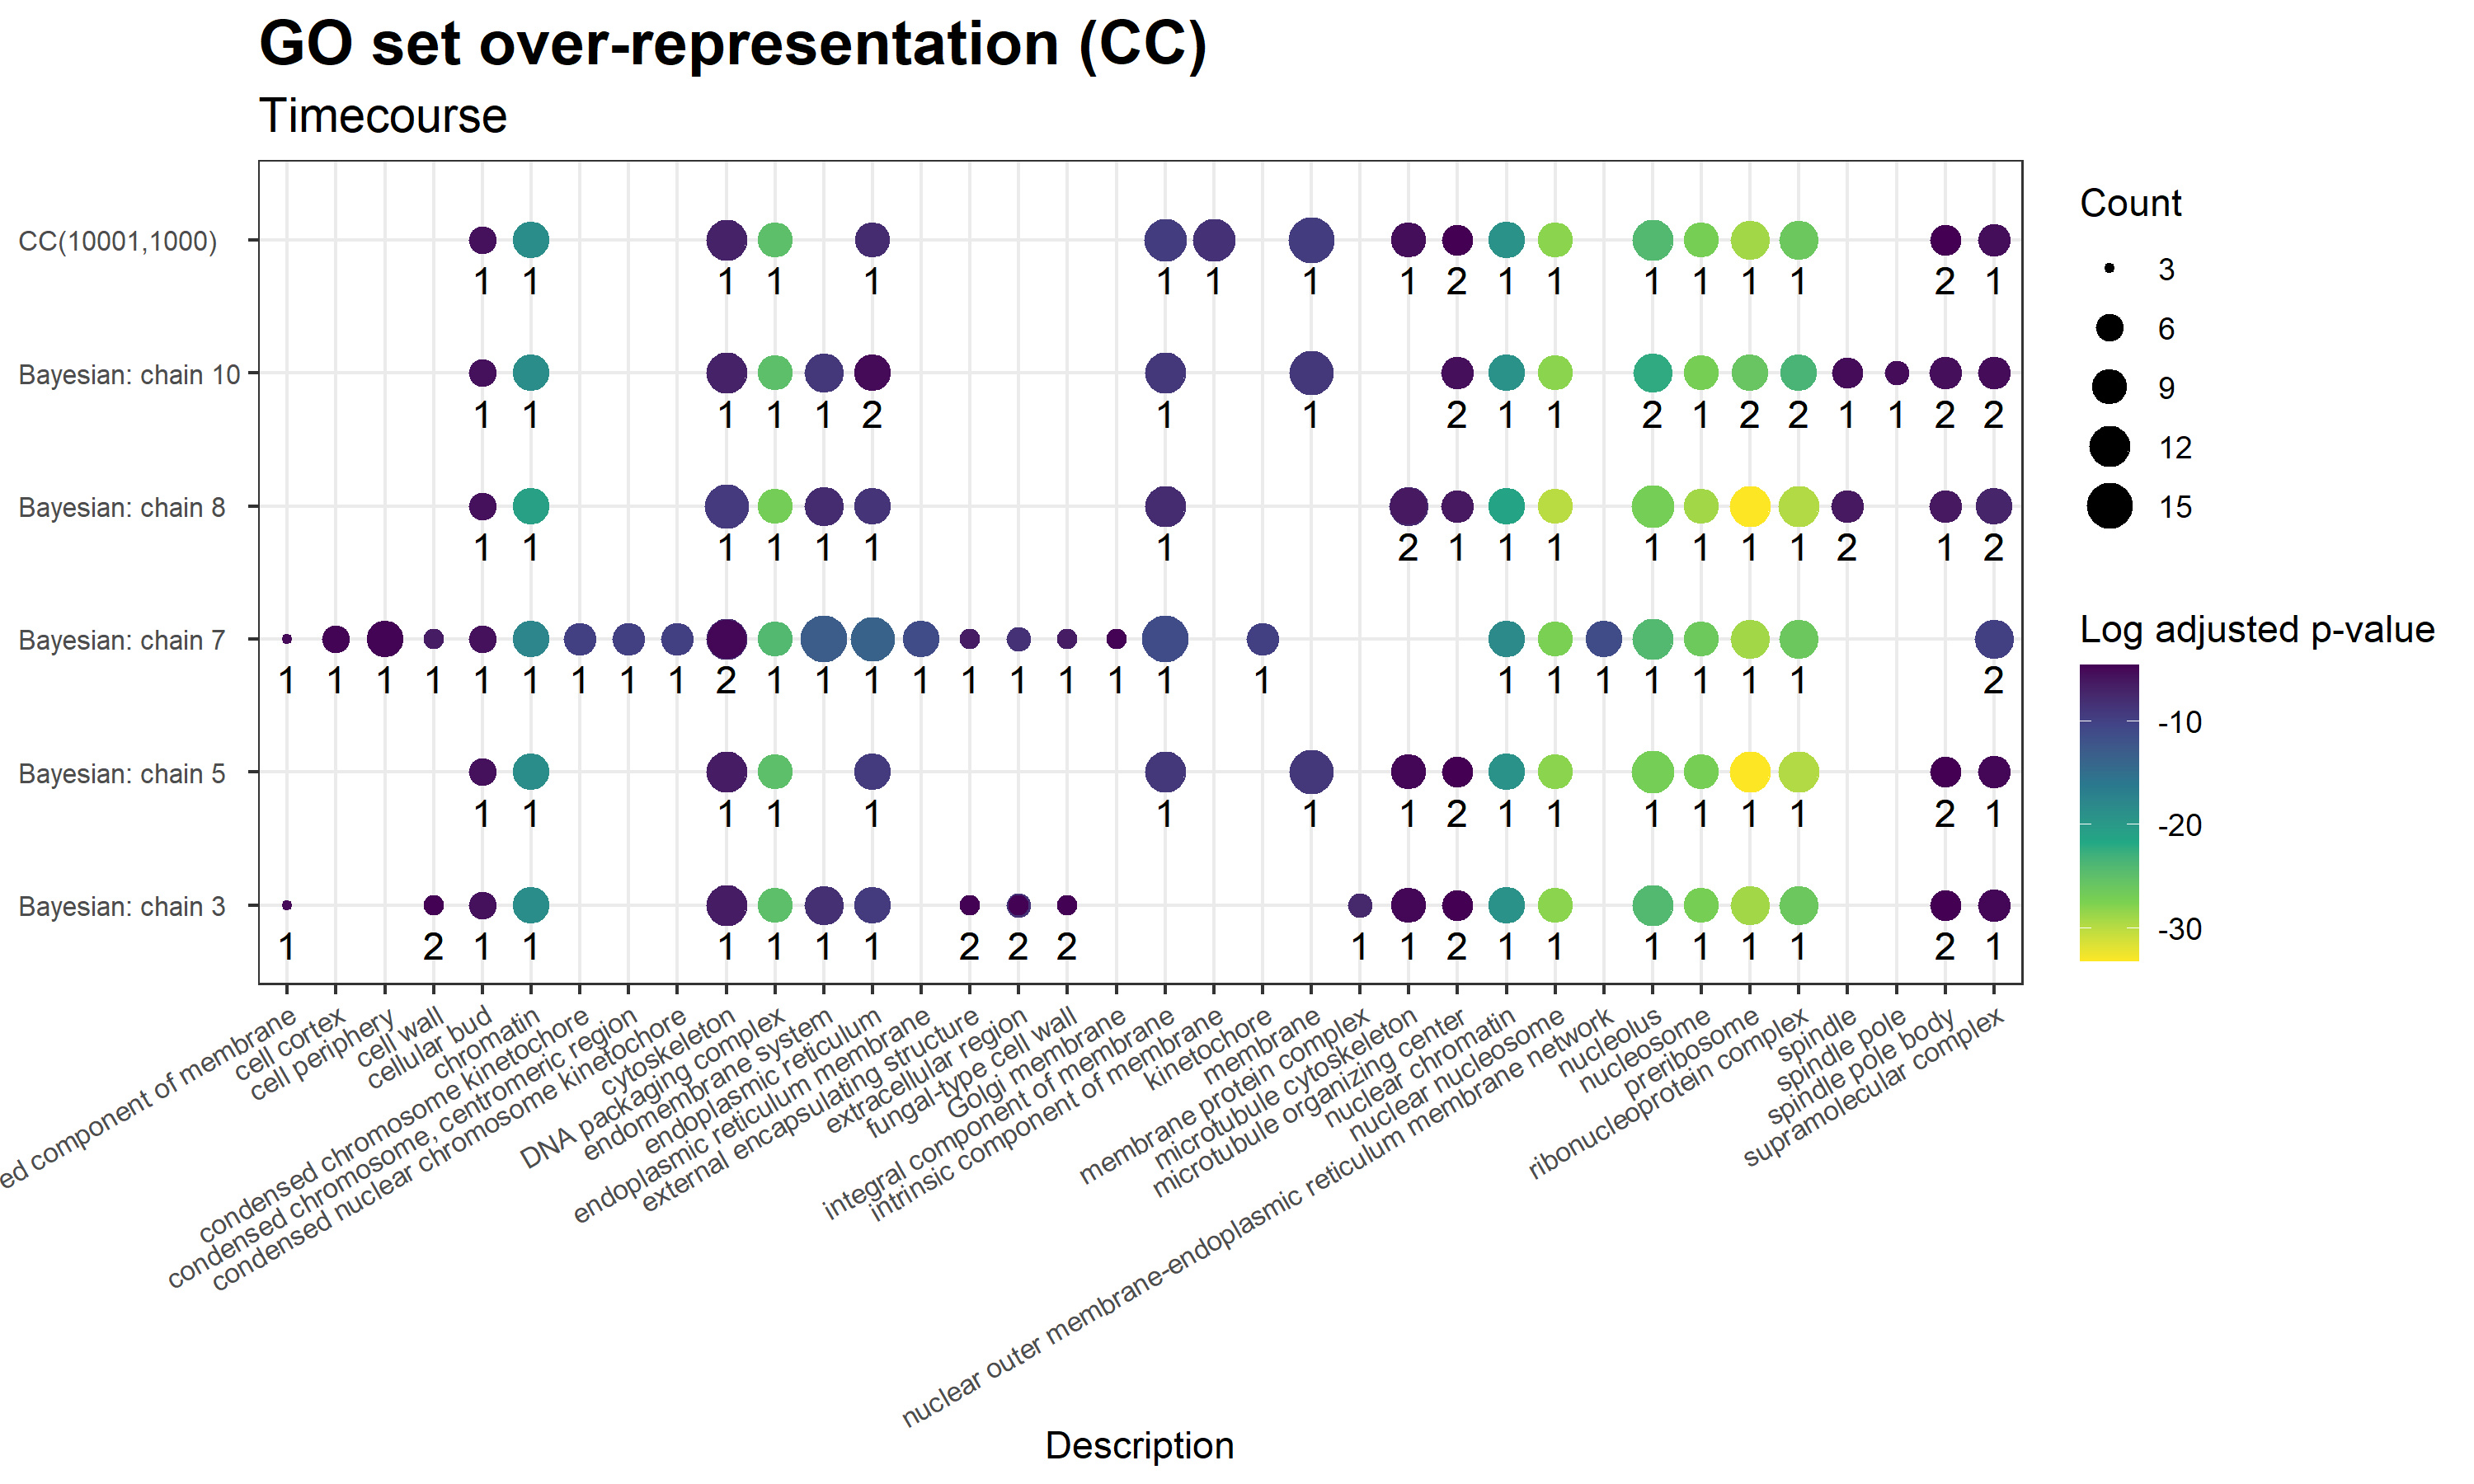 GO set over-representation (CC)
Timecourse
CC(10001,1000)
1 1 1 1 1 1 1 1 1 2 1 1 1 1 1 1 2 1
Bayesian: chain 10
1 1 1 1 1 2 1 1 2 1 1 2 1 2 2 1 1 2 2
Bayesian: chain 8
1 1 1 1 1 1 1 2 1 1 1 1 1 1 1 2 1 2
Bayesian: chain 7
1 1 1 1 1 1 1 1 1 2 1 1 1 1 1 1 1 1 1 1 1 1 1 1 1 1 1 2
Bayesian: chain 5
1 1 1 1 1 1 1 1 2 1 1 1 1 1 1 2 1
Bayesian: chain 3
1 2 1 1 1 1 1 1 2 2 2 1 1 2 1 1 1 1 1 1 2 1
ed component of membrane
cell cortex
cell periphery
cell wall
cellular bud
chromatin
condensed chromosome kinetochore
condensed chromosome, centromeric region
condensed nuclear chromosome kinetochore
cytoskeleton
DNA packaging complex
endomembrane system
endoplasmic reticulum
endoplasmic reticulum membrane
external encapsulating structure
extracellular region
fungal-type cell wall
Golgi membrane
integral component of membrane
intrinsic component of membrane
kinetochore
membrane
membrane protein complex
microtubule cytoskeleton
microtubule organizing center
nuclear chromatin
nuclear nucleosome
nuclear outer membrane-endoplasmic reticulum membrane network
nucleolus
nucleosome
preribosome
ribonucleoprotein complex
spindle
spindle pole
spindle pole body
supramolecular complex
Description
Count
3
6
9
12
15
Log adjusted p-value
-10
-20
-30